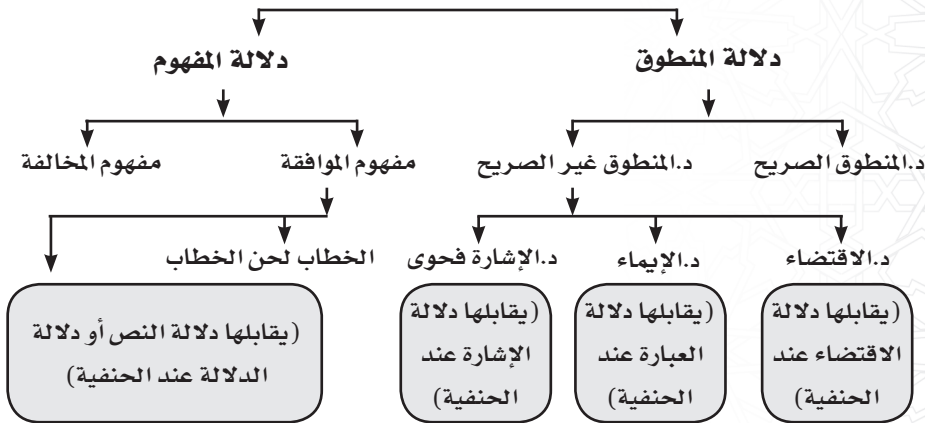 دلالة المنطوق
دلالة المفهوم
د.المنطوق الصريح
د.المنطوق غير الصريح
مفهوم الموافقة
مفهوم المخالفة
د.الاقتضاء
د.الإيماء
د.الإشارة فحوى
الخطاب لحن الخطاب
(يقابلها دلالة
الاقتضاء عند
الحنفية)
(يقابلها دلالة
العبارة عند
الحنفية)
(يقابلها دلالة
الإشارة عند
الحنفية)
(يقابلها دلالة النص أو دلالة
الدلالة عند الحنفية)